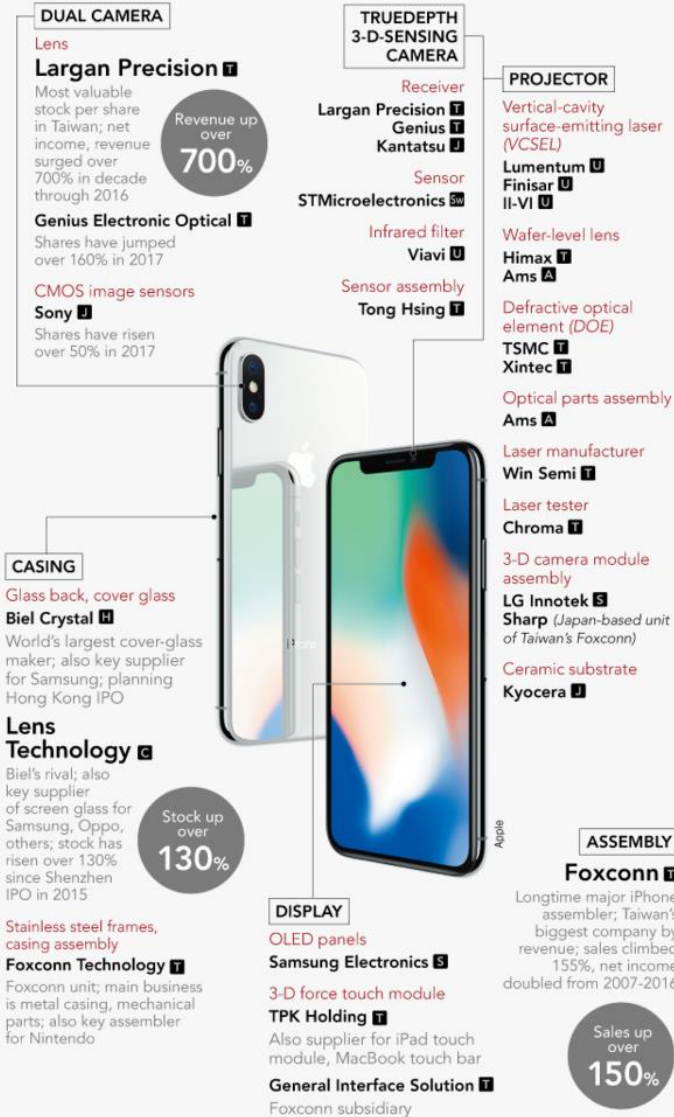 DUAL CAMERA
Lens
Largan Precision T
Most valuable
stock per share
in Taiwan; net
income, revenue
surged over
700% in decade
through 2016
Revenue up
over
700%
Genius Electronic Optical T
Shares have jumped
over 160% in 2017
CMOS image sensors
Sony J
Shares have risen
over 50% in 2017
TRUEDEPTH
3-D-SENSING
CAMERA
Receiver
Largan Precision T
Genius T
Kantatsu J
Sensor
STMicroelectronics Sw
Infrared filter
Viavi U
Sensor assembly
Tong Hsing T
PROJECTOR
Vertical-cavity
surface-emitting laser
(VCSEL)
Lumentum U
Finisar U
II-VI U
Wafer-level lens
Himax T
Ams A
Defractive optical
element (DOE)
TSMC T
Xintec T
Optical parts assembly
Ams A
Laser manufacturer
Win Semi T
Laser tester
Chroma T
3-D camera module
assembly
LG Innotek S
Sharp (Japan-based unit
of Taiwan's Foxconn)
Ceramic substrate
Kyocera J
CASING
Glass back, cover glass
Biel Crystal H
World's largest cover-glass
maker; also key supplier
for Samsung; planning
Hong Kong IPO
Lens
Technology C
Biel's rival; also
key supplier
of screen glass for
Samsung, Oppo,
others; stock has
risen over 130%
since Shenzhen
IPO in 2015
Stock up
over
130%
Stainless steel frames,
casing assembly
Foxconn Technology T
Foxconn unit; main business
is metal casing, mechanical
parts; also key assembler
for Nintendo
DISPLAY
OLED panels
Samsung Electronics S
3-D force touch module
TPK Holding T
Also supplier for iPad touch
module, MacBook touch bar
General Interface Solution T
Foxconn subsidiary
Apple
ASSEMBLY
Foxconn T
Longtime major iPhone
assembler; Taiwan's
biggest company by
revenue; sales climbed
155%, net income
doubled from 2007-2016
Sales up
over
150%